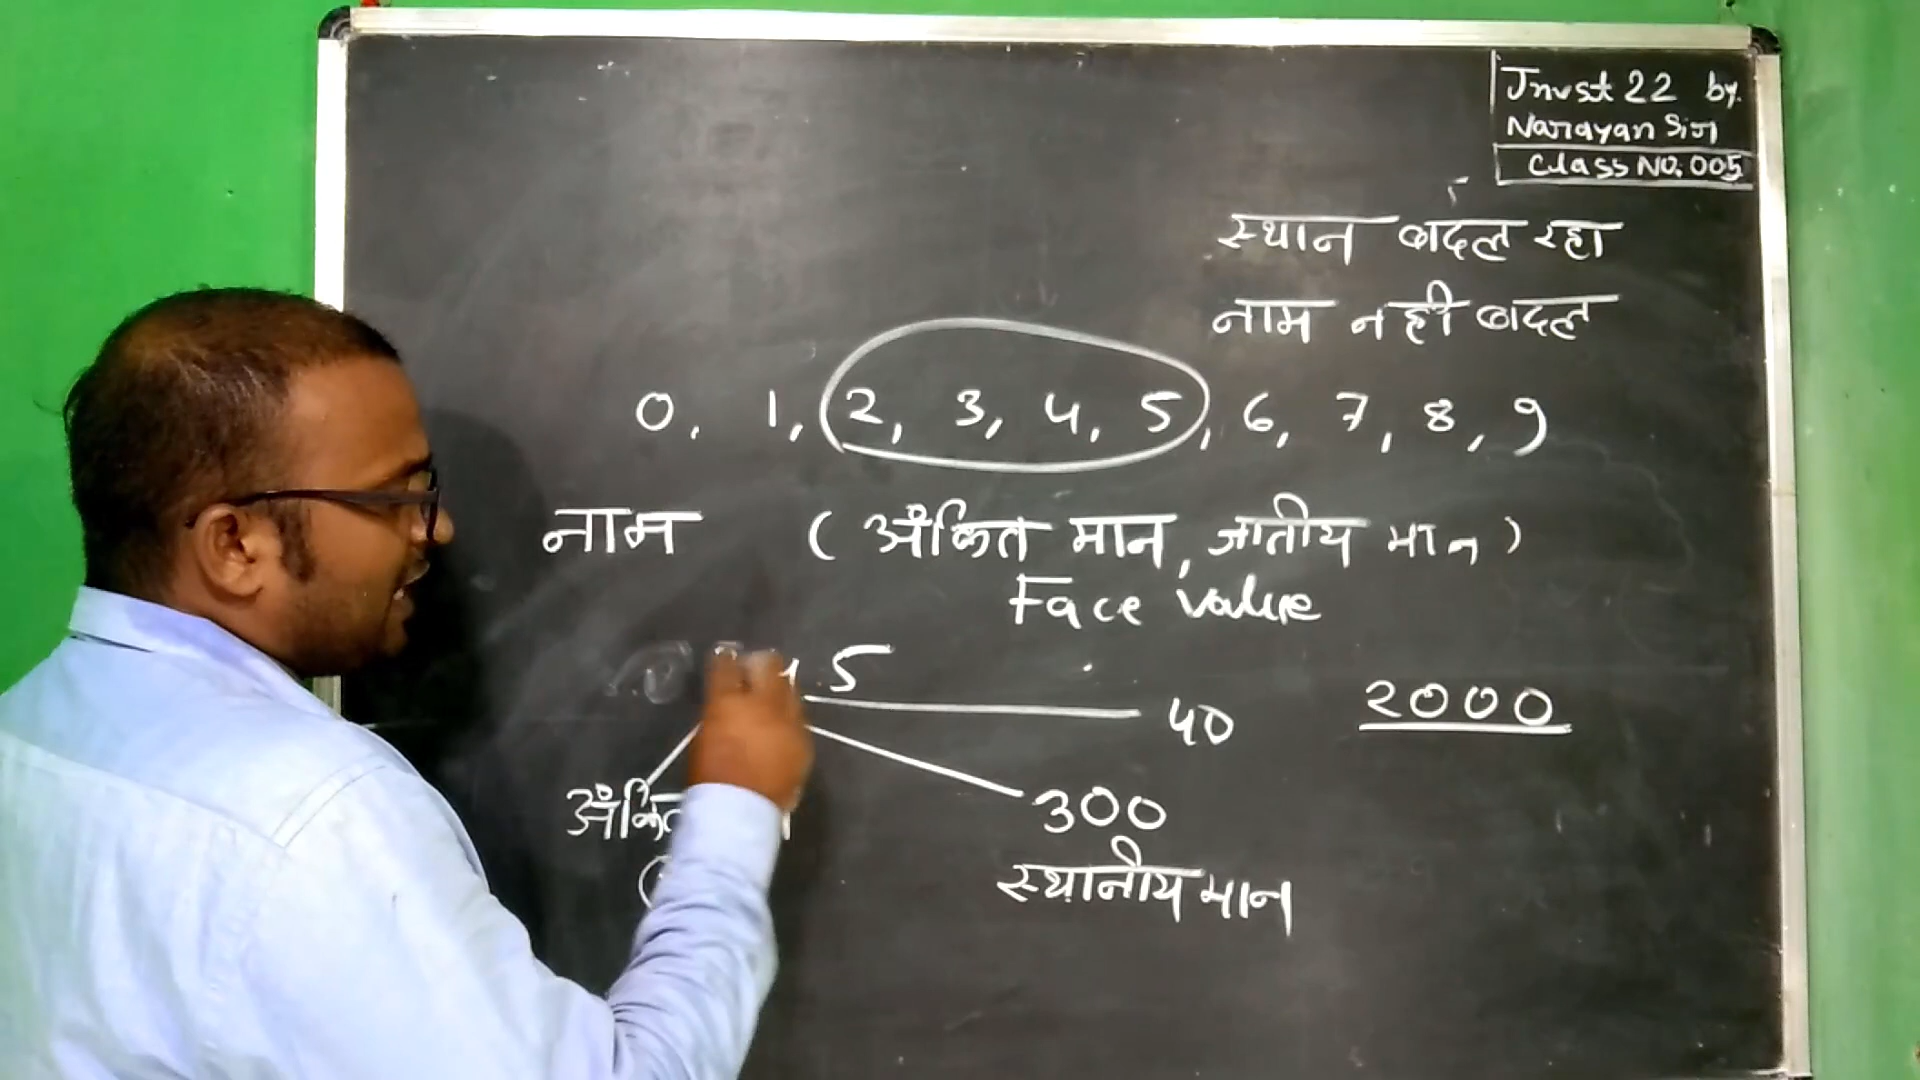 Jnvst 22 by.
Narayan Sir
Class NO. 005
स्थान बदल रहा
नाम नही बदल
0, 1, 2, 3, 4, 5, 6, 7, 8, 9
नाम ( अंकित मान, जातीय मान )
Face value
4 5
40 2000
300
स्थानीय मान